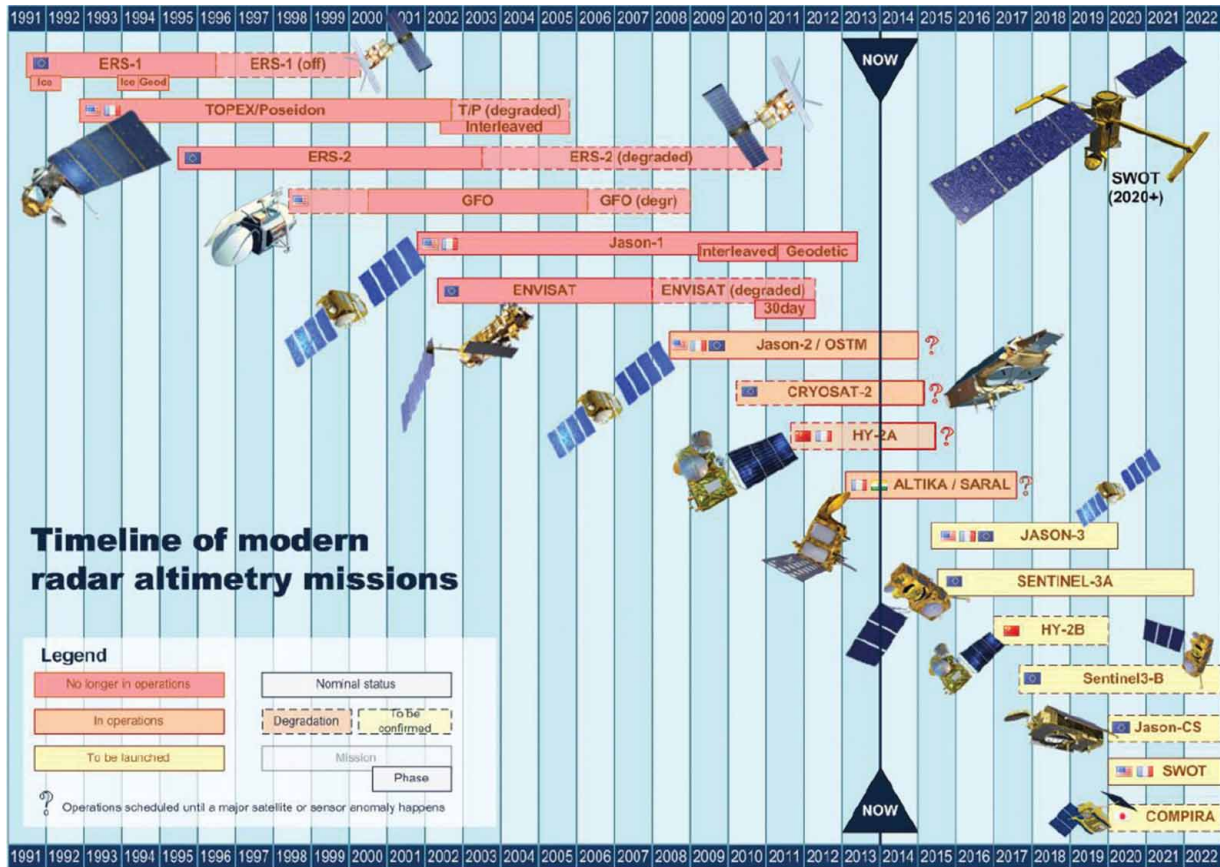 1991 1992 1993 1994 1995 1996 1997 1998 1999 2000 2001 2002 2003 2004 2005 2006 2007 2008 2009 2010 2011 2012 2013 2014 2015 2016 2017 2018 2019 2020 2021 2022
NOW
ERS-1 ERS-1 (off)
Ice Ice Geod
TOPEX/Poseidon T/P (degraded)
Interleaved
ERS-2 ERS-2 (degraded)
SWOT
(2020+)
GFO GFO (degr)
Jason-1
Interleaved Geodetic
ENVISAT ENVISAT (degraded)
30day
Jason-2 / OSTM ?
CRYOSAT-2 ?
HY-2A ?
ALTIKA / SARAL ?
JASON-3
SENTINEL-3A
HY-2B
Sentinel3-B
Jason-CS
SWOT
COMPIRA
Timeline of modern
radar altimetry missions
Legend
No longer in operations
In operations
To be launched
Nominal status
Degradation
To be
confirmed
Mission
Phase
? Operations scheduled until a major satellite or sensor anomaly happens
NOW
1991 1992 1993 1994 1995 1996 1997 1998 1999 2000 2001 2002 2003 2004 2005 2006 2007 2008 2009 2010 2011 2012 2013 2014 2015 2016 2017 2018 2019 2020 2021 2022